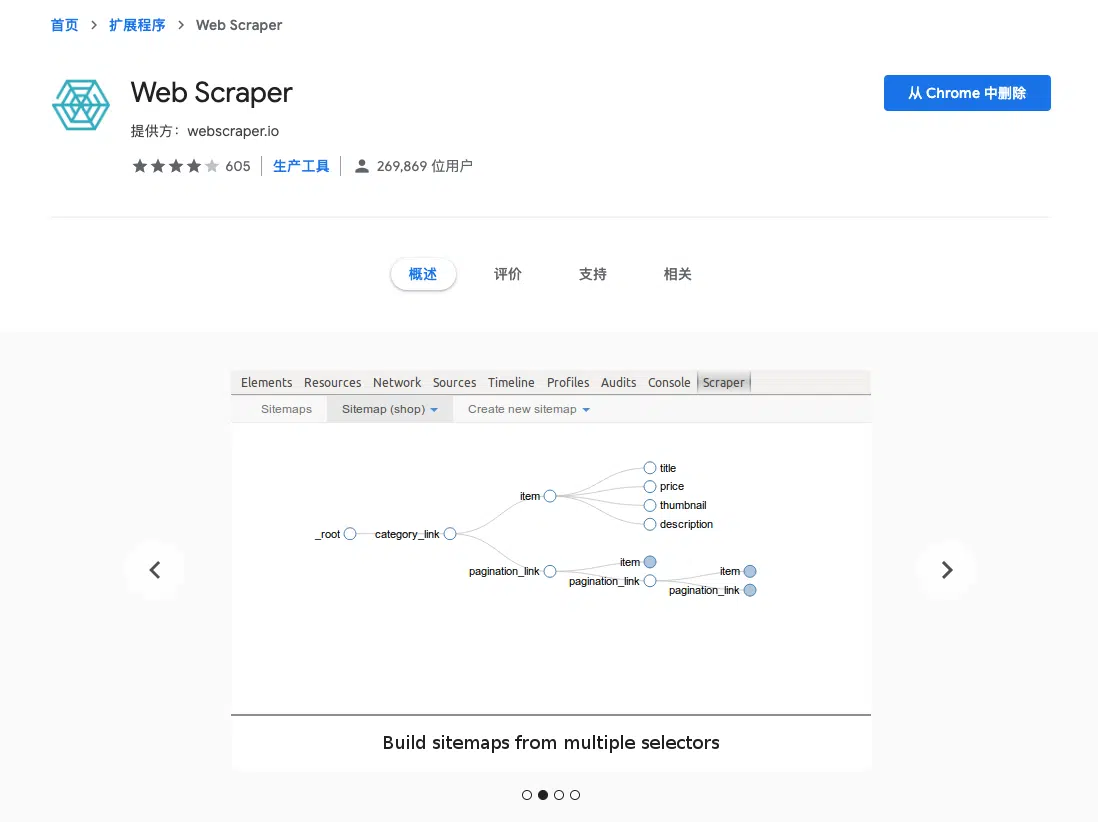 首页 > 扩展程序 > Web Scraper
Web Scraper
从 Chrome 中删除
提供方： webscraper.io
605 生产工具 269,869 位用户
概述 评价 支持 相关
Elements Resources Network Sources Timeline Profiles Audits Console Scraper
Sitemaps Sitemap (shop) Create new sitemap
title
price
item
thumbnail
description
_root category_link
item
pagination_link
item
pagination_link
pagination_link
Build sitemaps from multiple selectors